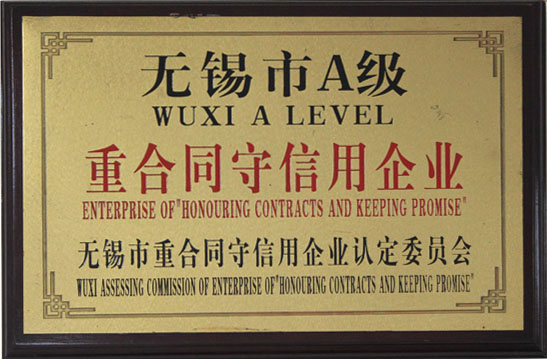 无锡市A级
WUXI A LEVEL
重合同守信用企业
ENTERPRISE OF"HONOURING CONTRACTS AND KEEPING PROMISE"
无锡市重合同守信用企业认定委员会
WUXI ASSESSING COMMISSION OF ENTERPRISE OF"HONOURING CONTRACTS AND KEEPING PROMISE"